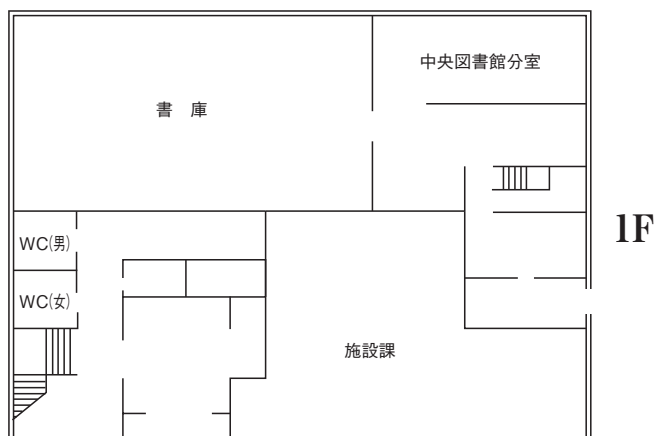 中央図書館分室
書 庫
1F
WC(男)
WC(女)
施設課